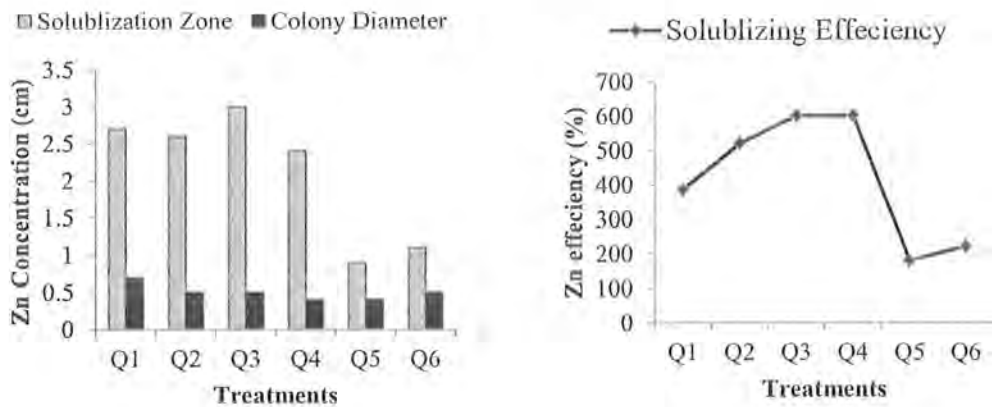 Solublization Zone Colony Diameter
Zn Concentration (cm)
3.5
3
2.5
2
1.5
1
0.5
0
Q1 Q2 Q3 Q4 Q5 Q6
Treatments
Solublizing Effeciency
Zn effeciency (%)
700
600
500
400
300
200
100
0
Q1 Q2 Q3 Q4 Q5 Q6
Treatments